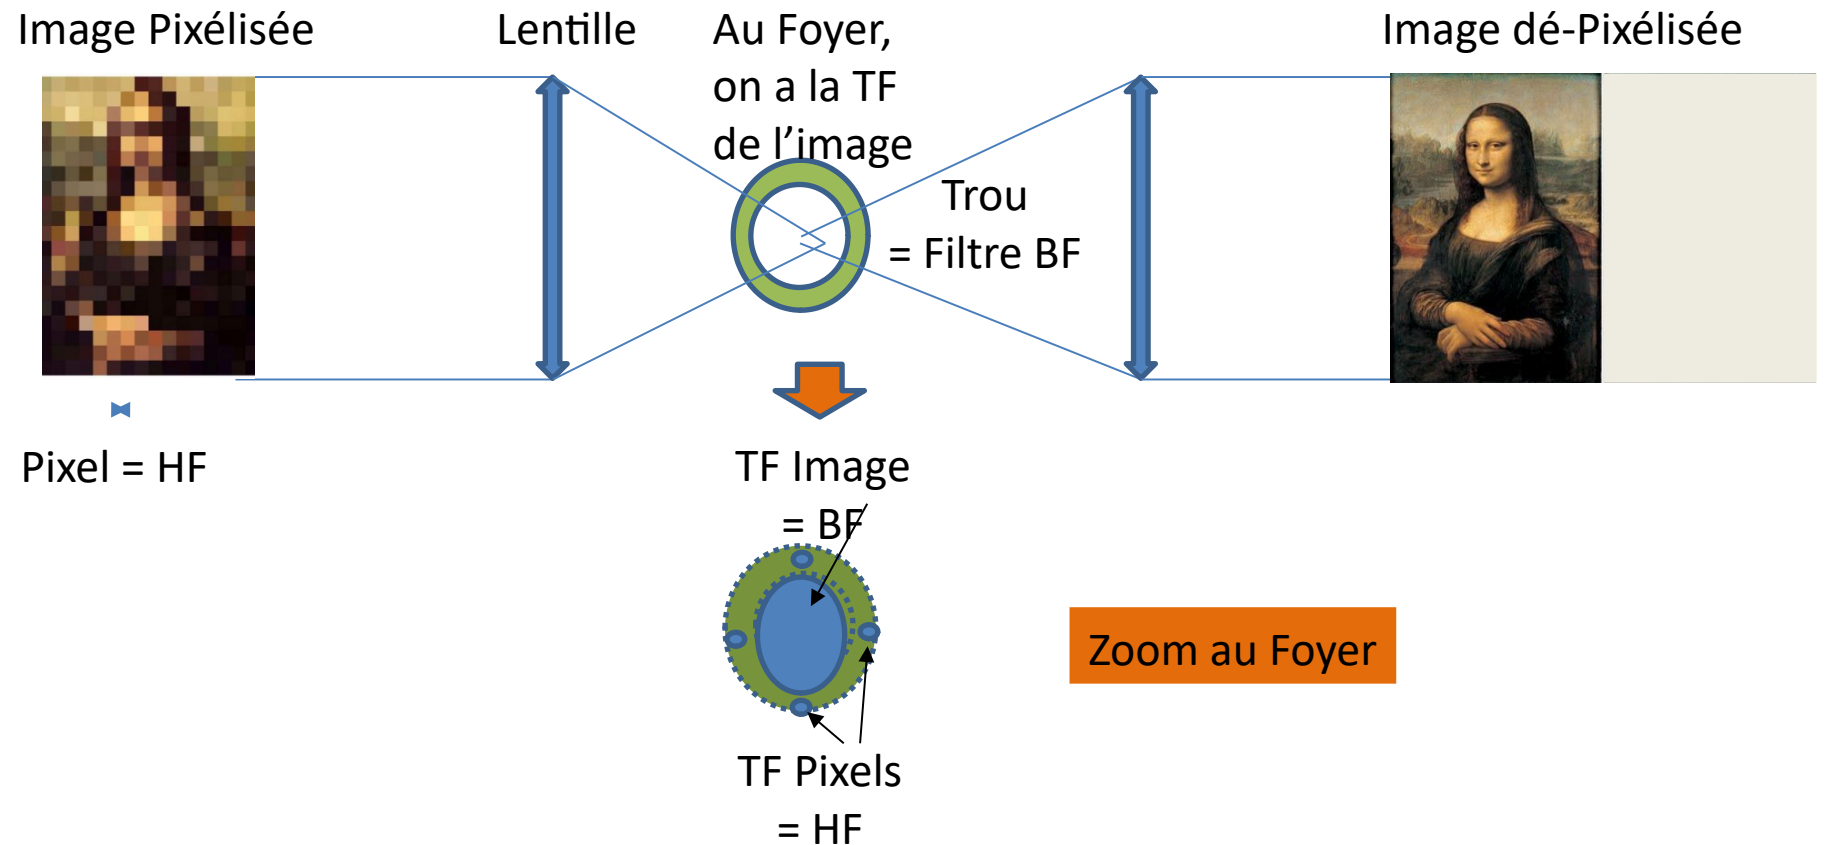 Image Pixélisée
Lentille
Au Foyer,
on a la TF
de l’image
Image dé-Pixélisée
Trou
= Filtre BF
Pixel = HF
TF Image
= BF
Zoom au Foyer
TF Pixels
= HF